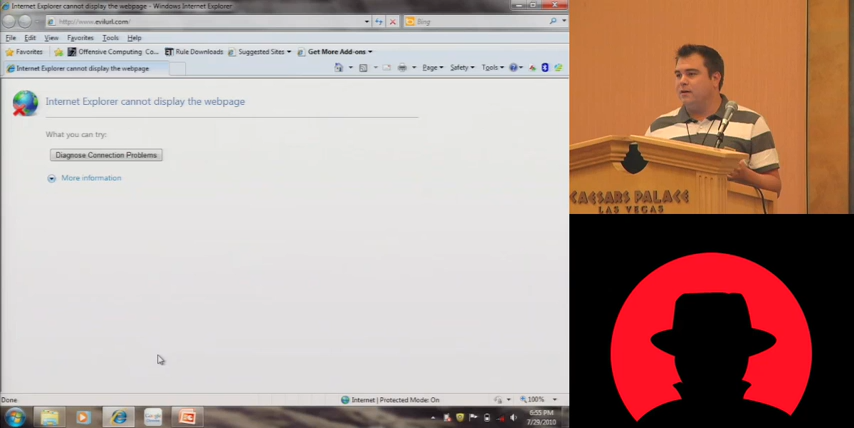 Internet Explorer cannot display the webpage - Windows Internet Explorer
http://www.evilurl.com/
Bing
File Edit View Favorites Tools Help
Favorites Offensive Computing Co... Rule Downloads Suggested Sites Get More Add-ons
Internet Explorer cannot display the webpage
Page Safety Tools
Internet Explorer cannot display the webpage
What you can try:
Diagnose Connection Problems
More information
Done
Internet | Protected Mode: On
100%
6:55 PM
7/29/2010
CAESARS PALACE
LAS VEGAS